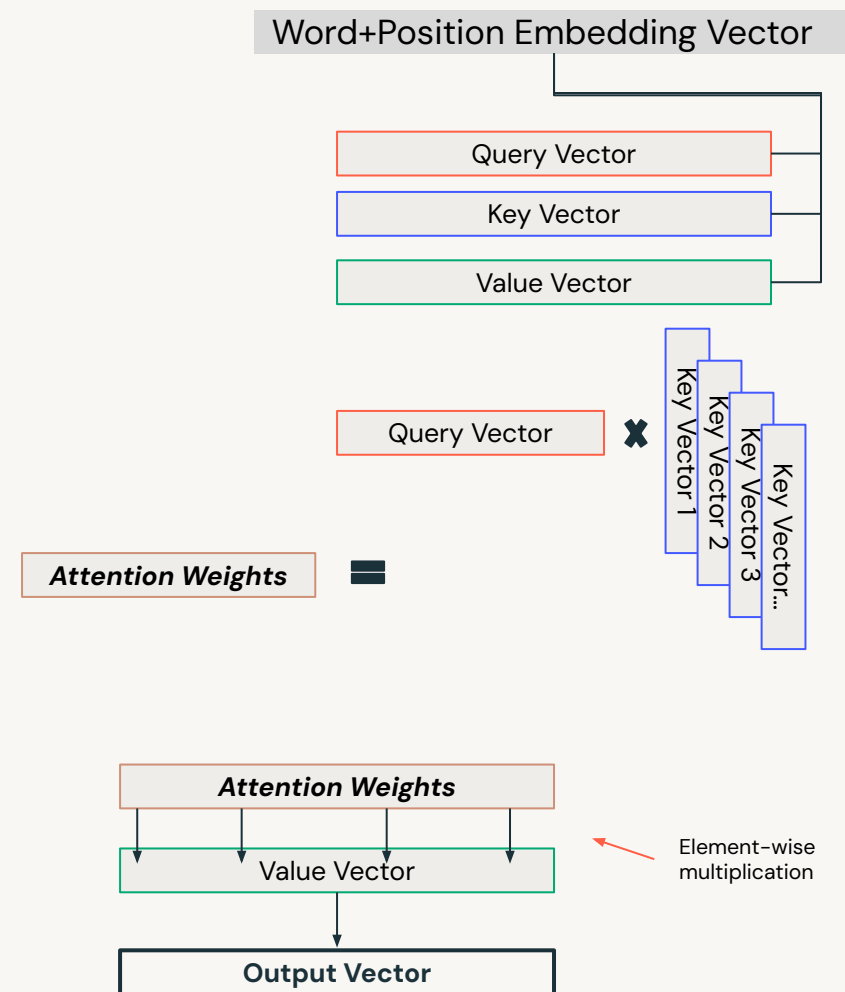 Word+Position Embedding Vector
Query Vector
Key Vector
Value Vector
Query Vector
Key Vector 1
Key Vector 2
Key Vector 3
Key Vector...
Attention Weights
Attention Weights
Value Vector
Element-wise
multiplication
Output Vector